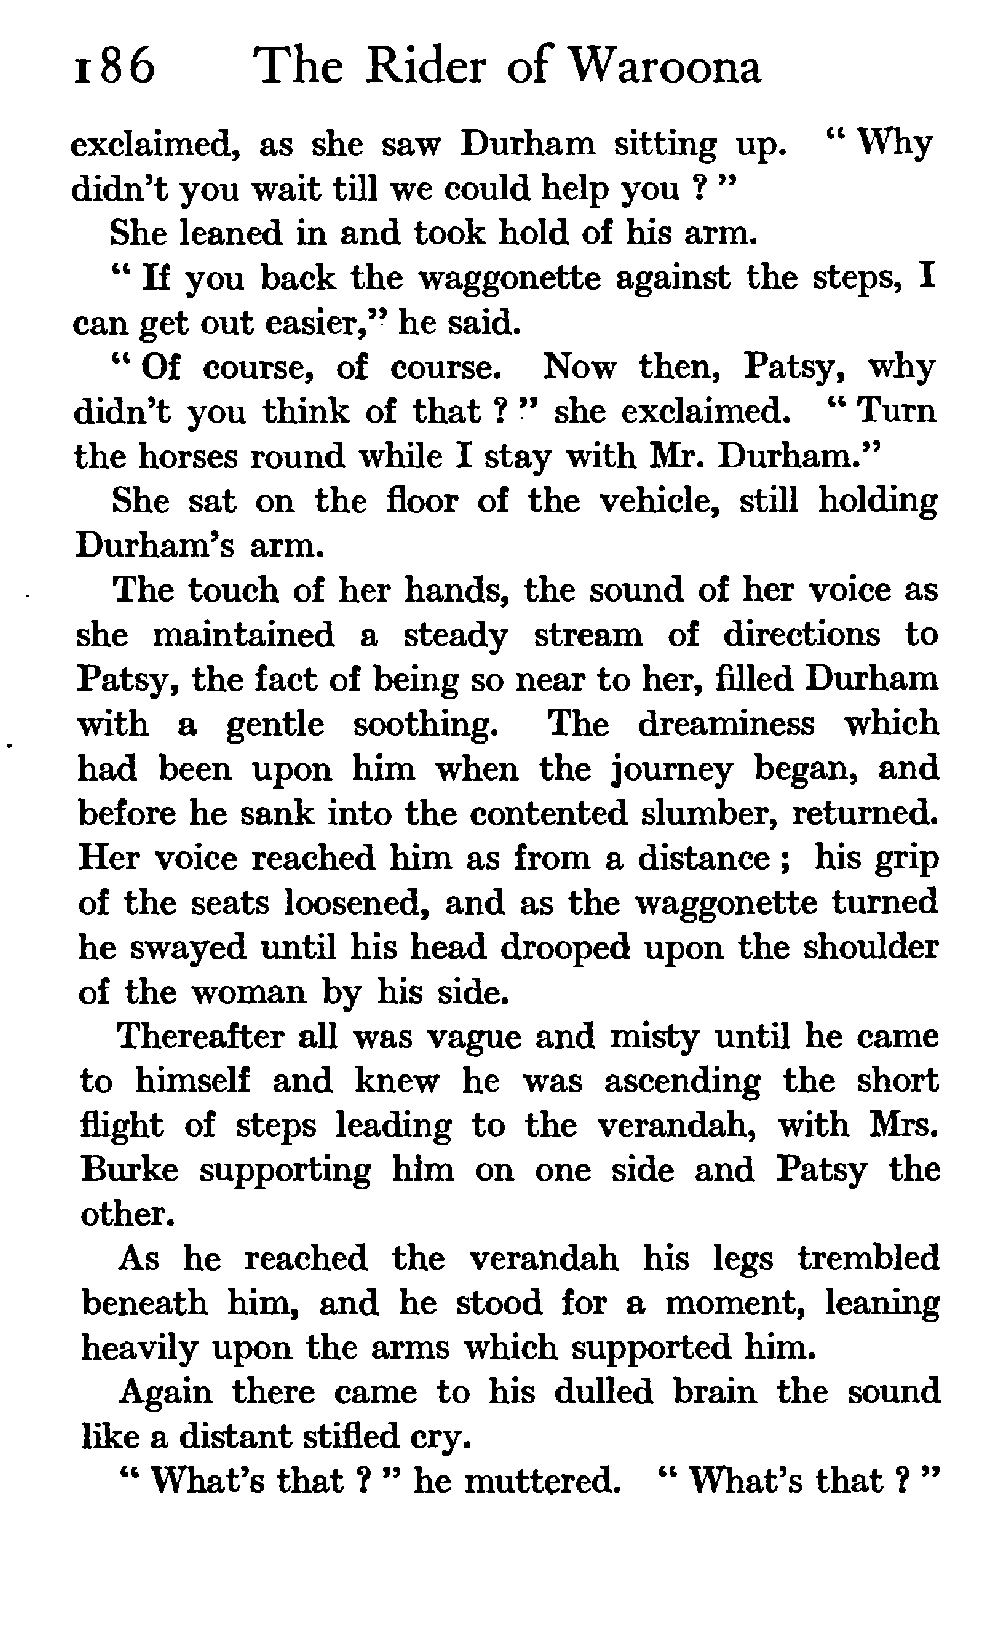 186 The Rider of Waroona
exclaimed, as she saw Durham sitting up. “ Why
didn’t you wait till we could help you ? ”
She leaned in and took hold of his arm.
“ If you back the waggonette against the steps, I
can get out easier,” he said.
“ Of course, of course. Now then, Patsy, why
didn’t you think of that ? ” she exclaimed. “ Turn
the horses round while I stay with Mr. Durham.”
She sat on the floor of the vehicle, still holding
Durham’s arm.
The touch of her hands, the sound of her voice as
she maintained a steady stream of directions to
Patsy, the fact of being so near to her, filled Durham
with a gentle soothing. The dreaminess which
had been upon him when the journey began, and
before he sank into the contented slumber, returned.
Her voice reached him as from a distance ; his grip
of the seats loosened, and as the waggonette turned
he swayed until his head drooped upon the shoulder
of the woman by his side.
Thereafter all was vague and misty until he came
to himself and knew he was ascending the short
flight of steps leading to the verandah, with Mrs.
Burke supporting him on one side and Patsy the
other.
As he reached the verandah his legs trembled
beneath him, and he stood for a moment, leaning
heavily upon the arms which supported him.
Again there came to his dulled brain the sound
like a distant stifled cry.
“ What’s that ? ” he muttered. “ What’s that ? ”